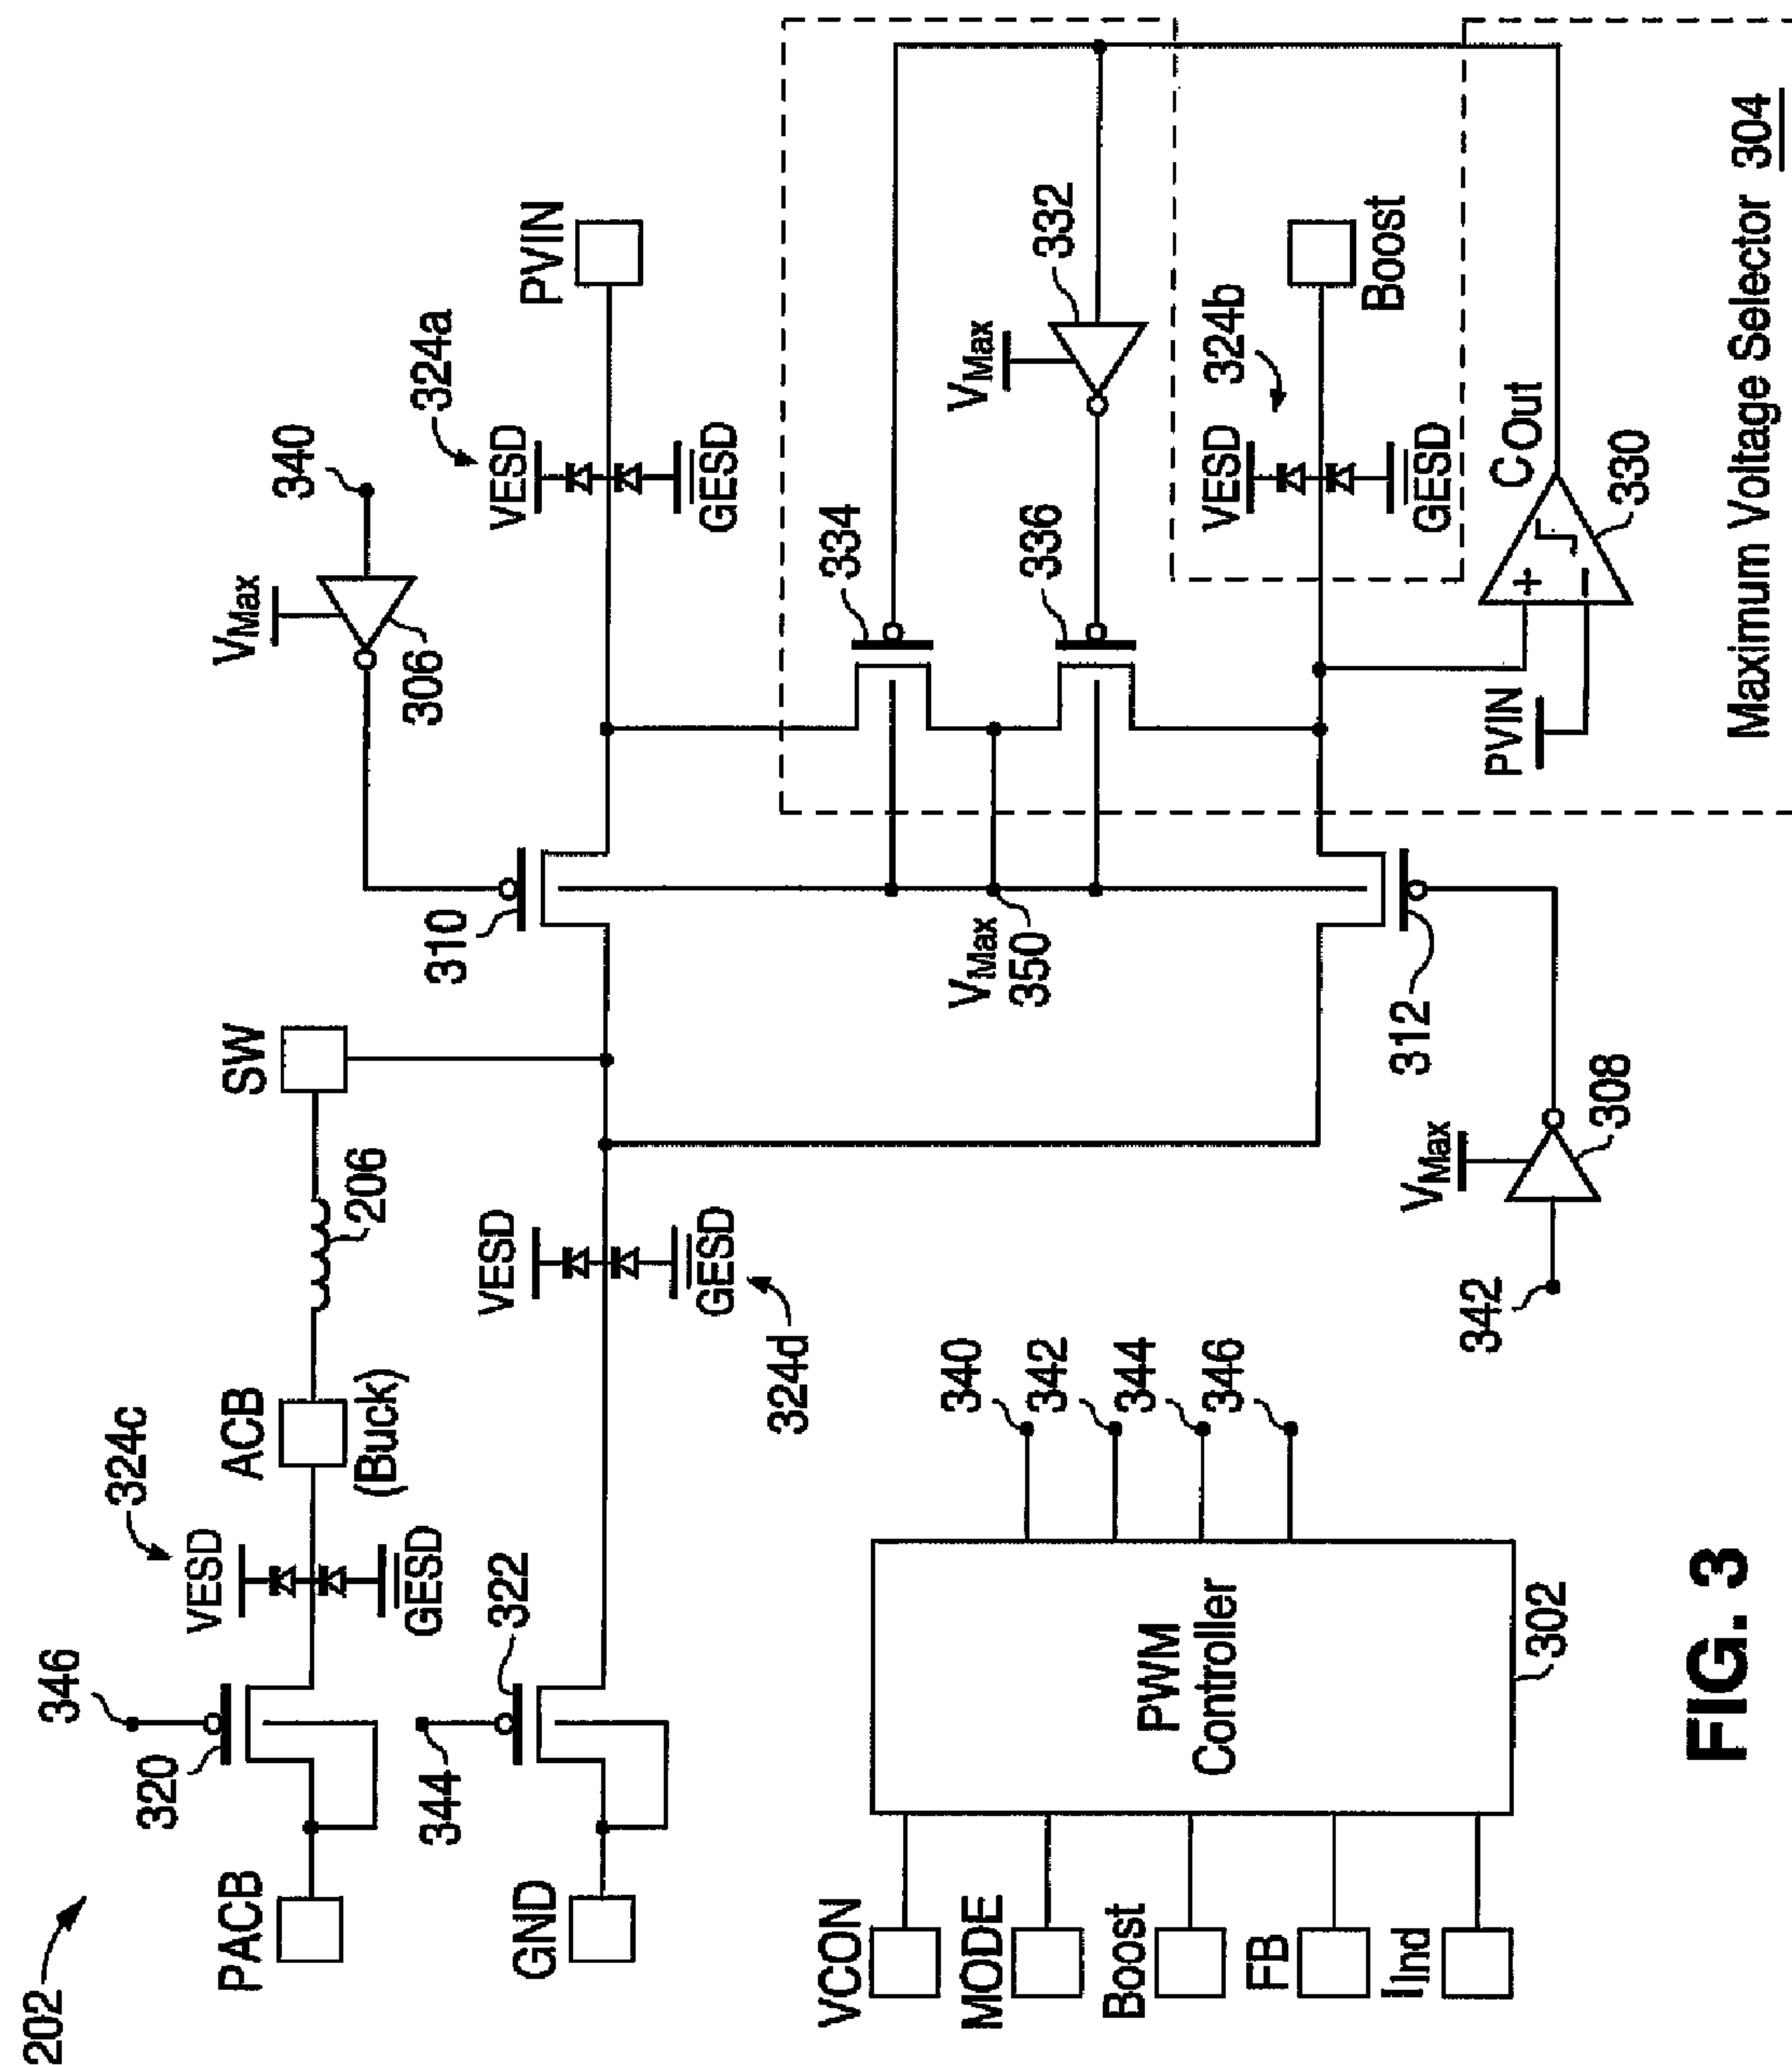 202
PACB
320
346
VESD
GESD
324c
ACB
(Buck)
206
SW
GND
344
322
VESD
GESD
324d
310
VMax
306
340
VESD
GESD
324a
PVIN
334
336
VMax
332
VMax
350
VESD
GESD
324b
Boost
312
VMax
308
342
PVIN
+
−
COut
330
Maximum Voltage Selector 304
VCON
MODE
Boost
FB
IInd
PWM
Controller
302
340
342
344
346
FIG. 3